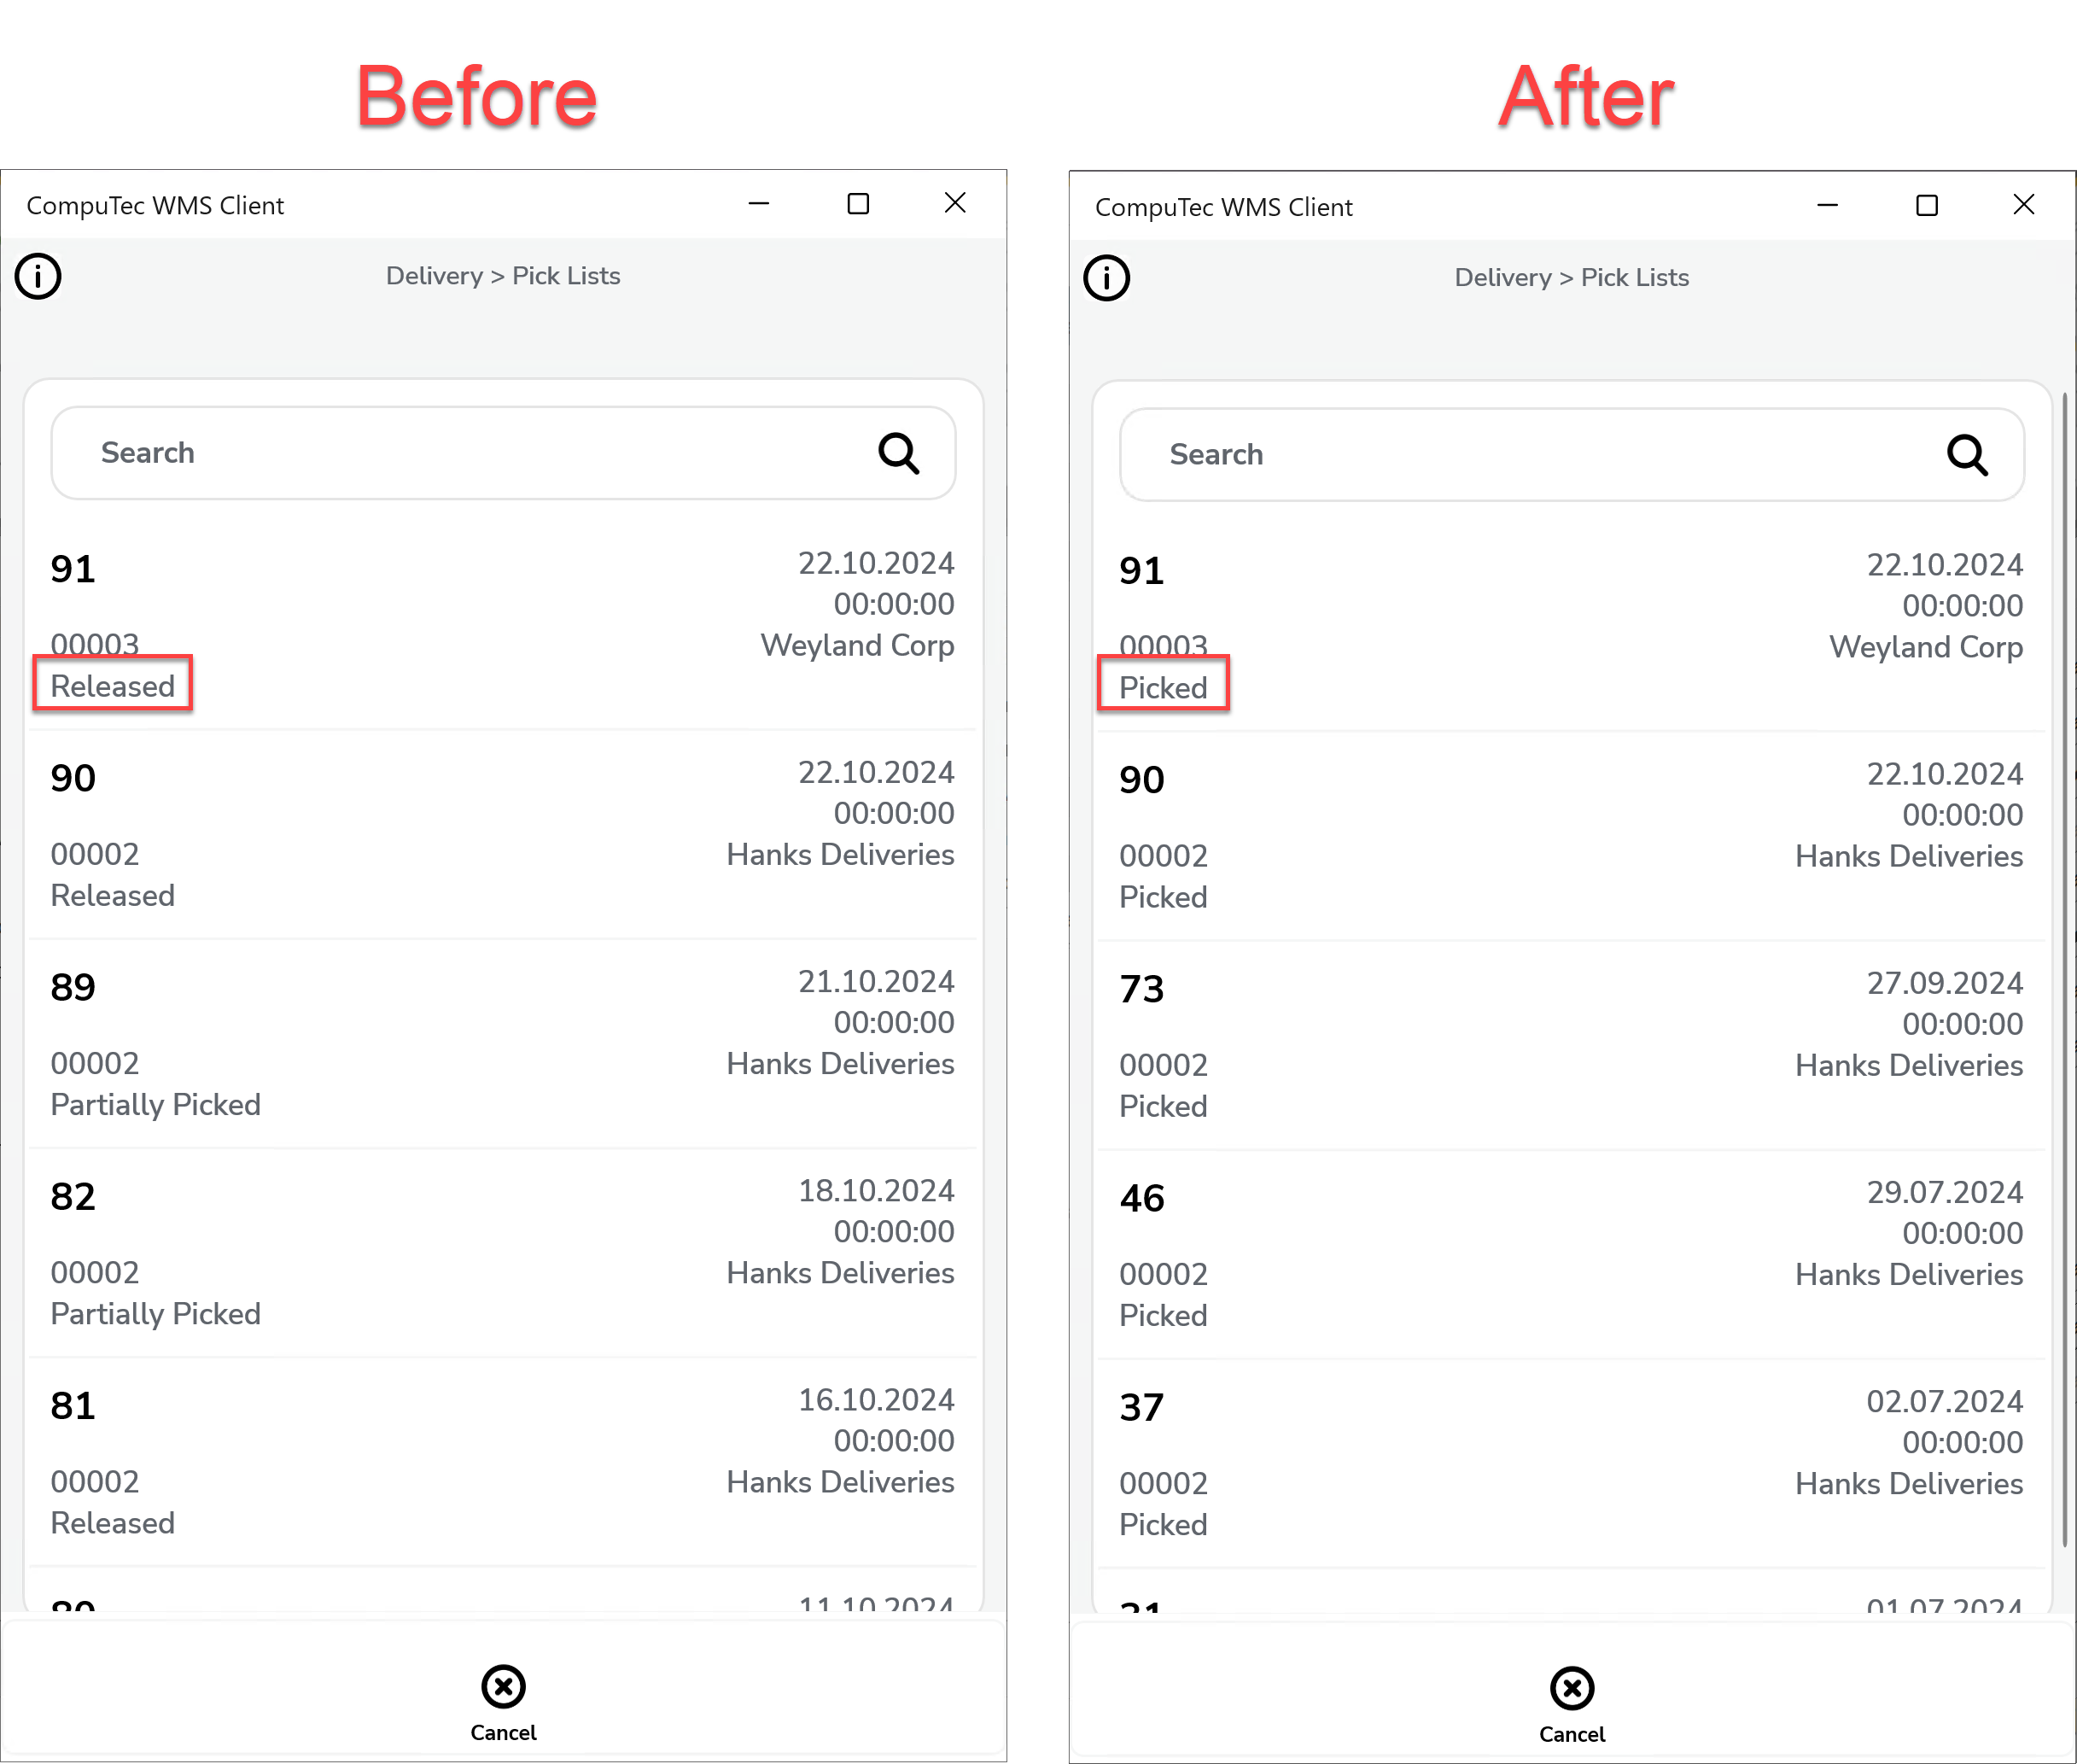 Before
After
CompuTec WMS Client
Delivery > Pick Lists
Search
91
22.10.2024
00:00:00
00003
Weyland Corp
Released
90
22.10.2024
00:00:00
00002
Hanks Deliveries
Released
89
21.10.2024
00:00:00
00002
Hanks Deliveries
Partially Picked
82
18.10.2024
00:00:00
00002
Hanks Deliveries
Partially Picked
81
16.10.2024
00:00:00
00002
Hanks Deliveries
Released
11.10.2024
Cancel
CompuTec WMS Client
Delivery > Pick Lists
Search
91
22.10.2024
00:00:00
00003
Weyland Corp
Picked
90
22.10.2024
00:00:00
00002
Hanks Deliveries
Picked
73
27.09.2024
00:00:00
00002
Hanks Deliveries
Picked
46
29.07.2024
00:00:00
00002
Hanks Deliveries
Picked
37
02.07.2024
00:00:00
00002
Hanks Deliveries
Picked
01.07.2024
Cancel